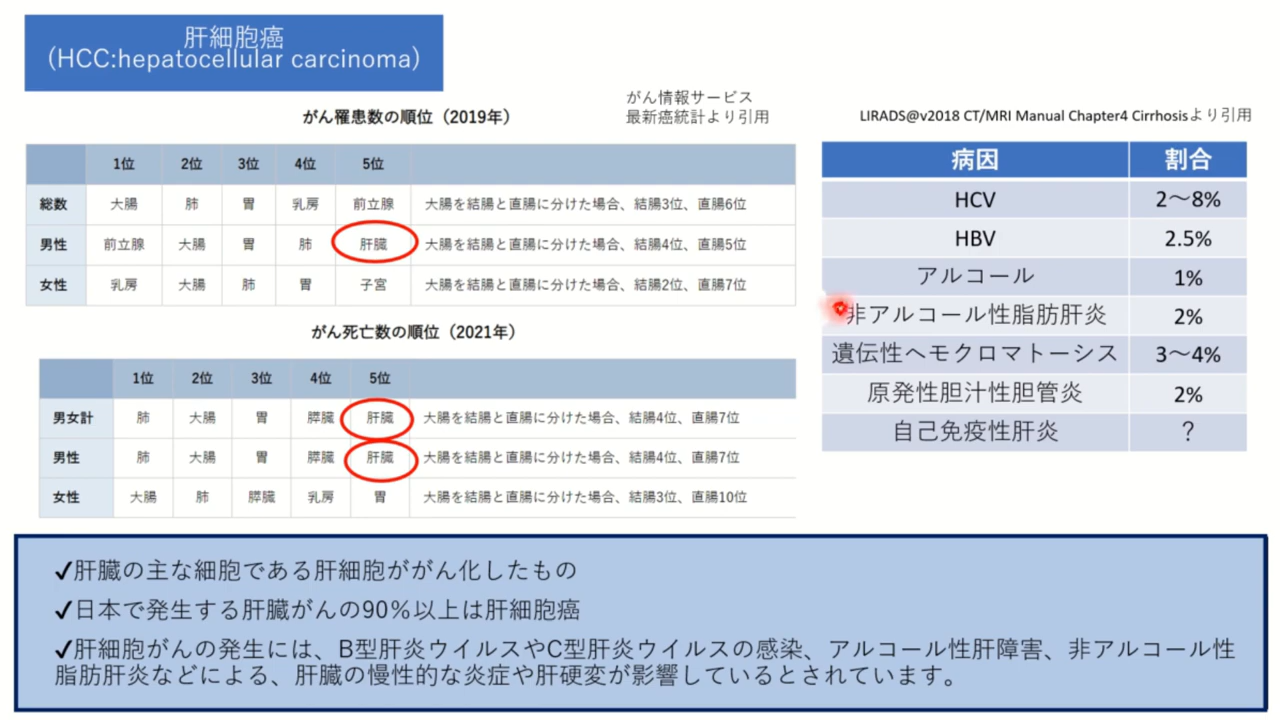 肝細胞癌
（HCC:hepatocellular carcinoma）
がん罹患数の順位（2019年）
がん情報サービス
最新癌統計より引用
1位 2位 3位 4位 5位
総数 大腸 肺 胃 乳房 前立腺 大腸を結腸と直腸に分けた場合、結腸3位、直腸6位
男性 前立腺 大腸 胃 肺 肝臓 大腸を結腸と直腸に分けた場合、結腸4位、直腸5位
女性 乳房 大腸 肺 胃 子宮 大腸を結腸と直腸に分けた場合、結腸2位、直腸7位
がん死亡数の順位（2021年）
1位 2位 3位 4位 5位
男女計 肺 大腸 胃 膵臓 肝臓 大腸を結腸と直腸に分けた場合、結腸4位、直腸7位
男性 肺 大腸 胃 膵臓 肝臓 大腸を結腸と直腸に分けた場合、結腸4位、直腸7位
女性 大腸 肺 膵臓 乳房 胃 大腸を結腸と直腸に分けた場合、結腸3位、直腸10位
LIRADS@v2018 CT/MRI Manual Chapter4 Cirrhosisより引用
病因 割合
HCV 2〜8%
HBV 2.5%
アルコール 1%
非アルコール性脂肪肝炎 2%
遺伝性ヘモクロマトーシス 3〜4%
原発性胆汁性胆管炎 2%
自己免疫性肝炎 ？
✓肝臓の主な細胞である肝細胞ががん化したもの
✓日本で発生する肝臓がんの90％以上は肝細胞癌
✓肝細胞がんの発生には、B型肝炎ウイルスやC型肝炎ウイルスの感染、アルコール性肝障害、非アルコール性
脂肪肝炎などによる、肝臓の慢性的な炎症や肝硬変が影響しているとされています。